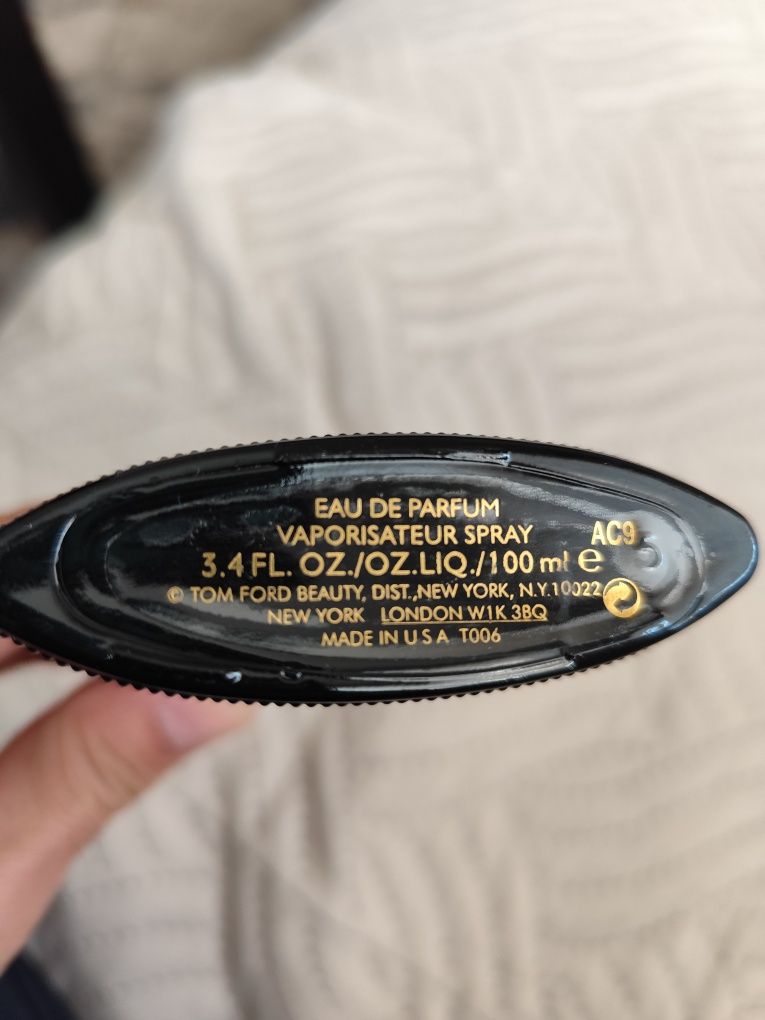 EAU DE PARFUM
VAPORISATEUR SPRAY AC9
3.4 FL. OZ./OZ.LIQ./100 ml e
© TOM FORD BEAUTY, DIST.,NEW YORK, N.Y.10022
NEW YORK LONDON W1K 3BQ
MADE IN U S A T006